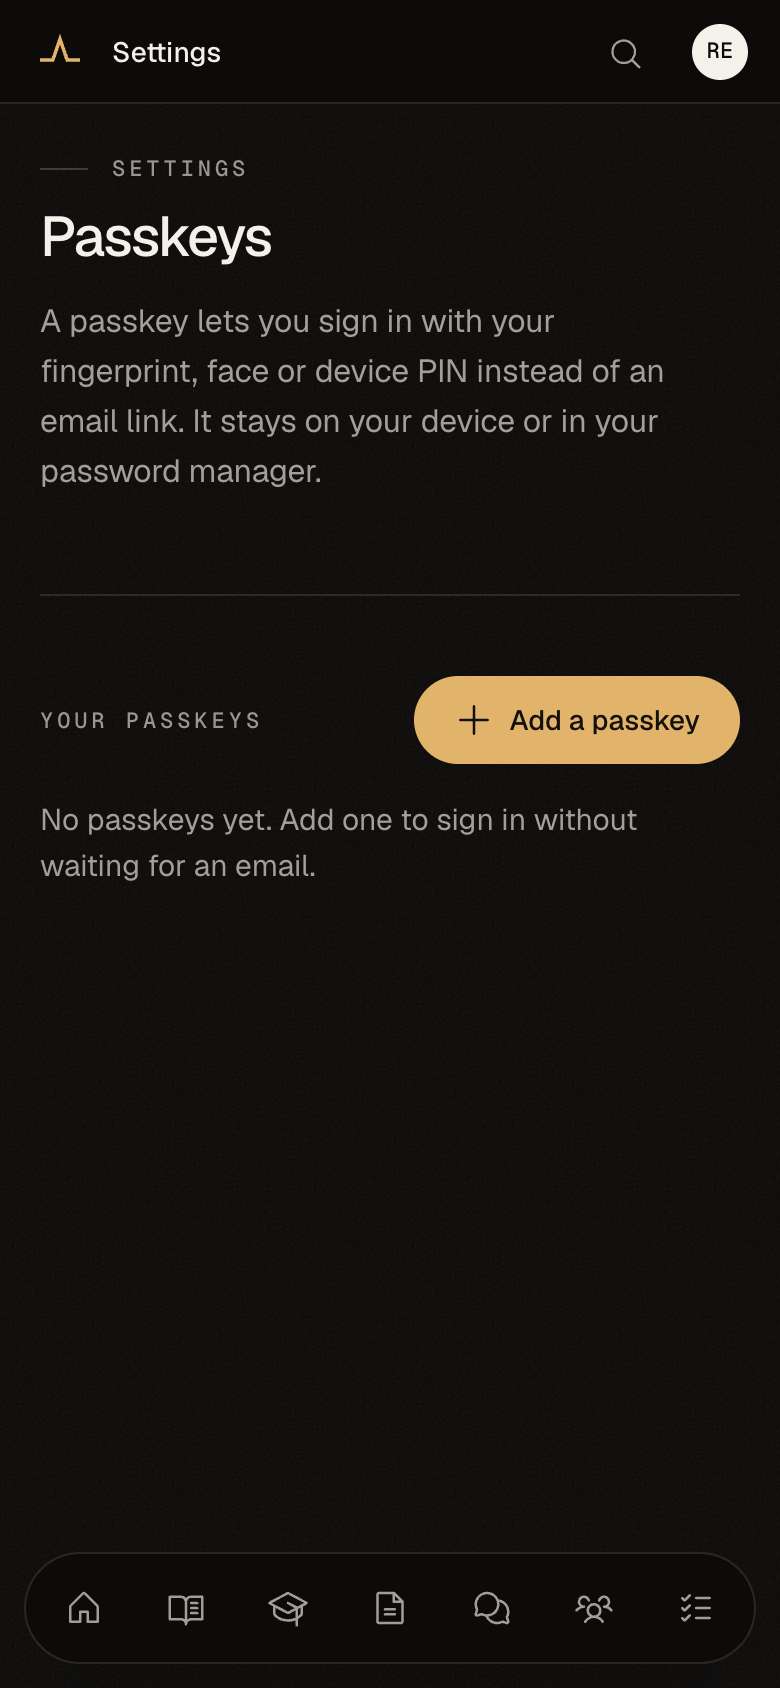 Settings
RE
SETTINGS
Passkeys
A passkey lets you sign in with your
fingerprint, face or device PIN instead of an
email link. It stays on your device or in your
password manager.
YOUR PASSKEYS
Add a passkey
No passkeys yet. Add one to sign in without
waiting for an email.